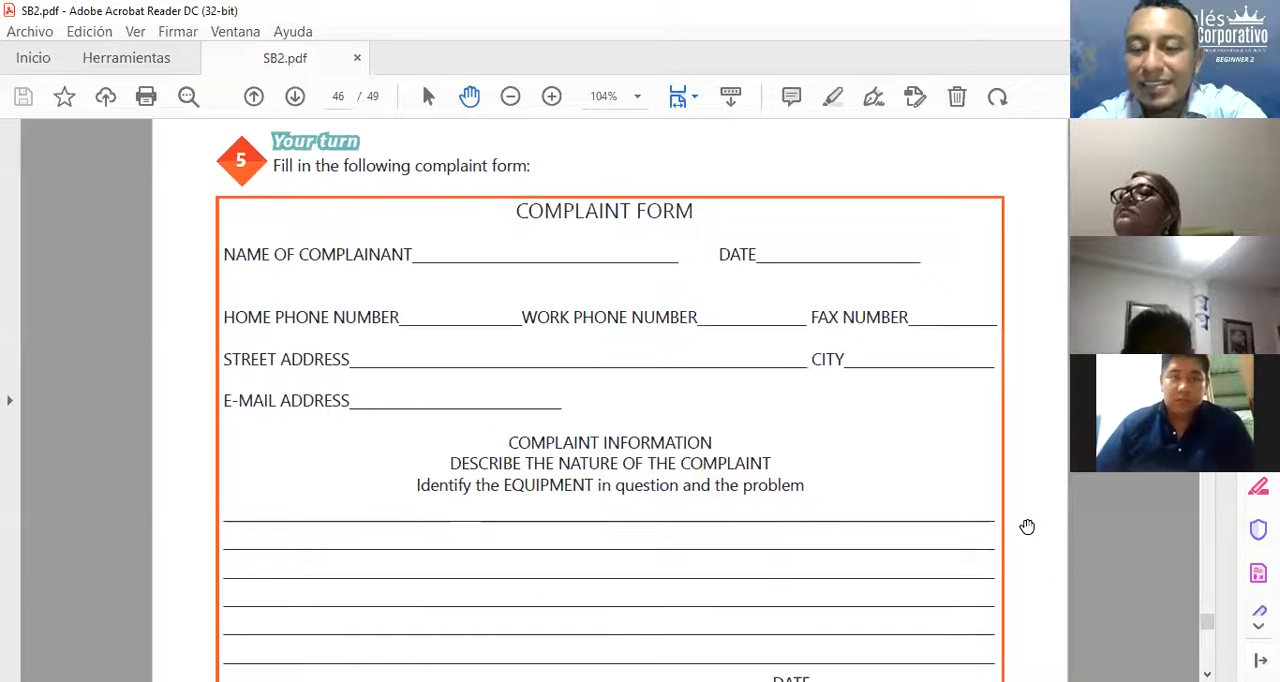 SB2.pdf - Adobe Acrobat Reader DC (32-bit)
Archivo Edición Ver Firmar Ventana Ayuda
Inicio Herramientas SB2.pdf ×
46 / 49 104%
lés
Corporativo
BEGINNER 2
5 Your turn
Fill in the following complaint form:
COMPLAINT FORM
NAME OF COMPLAINANT DATE
HOME PHONE NUMBER WORK PHONE NUMBER FAX NUMBER
STREET ADDRESS CITY
E-MAIL ADDRESS
COMPLAINT INFORMATION
DESCRIBE THE NATURE OF THE COMPLAINT
Identify the EQUIPMENT in question and the problem
DATE